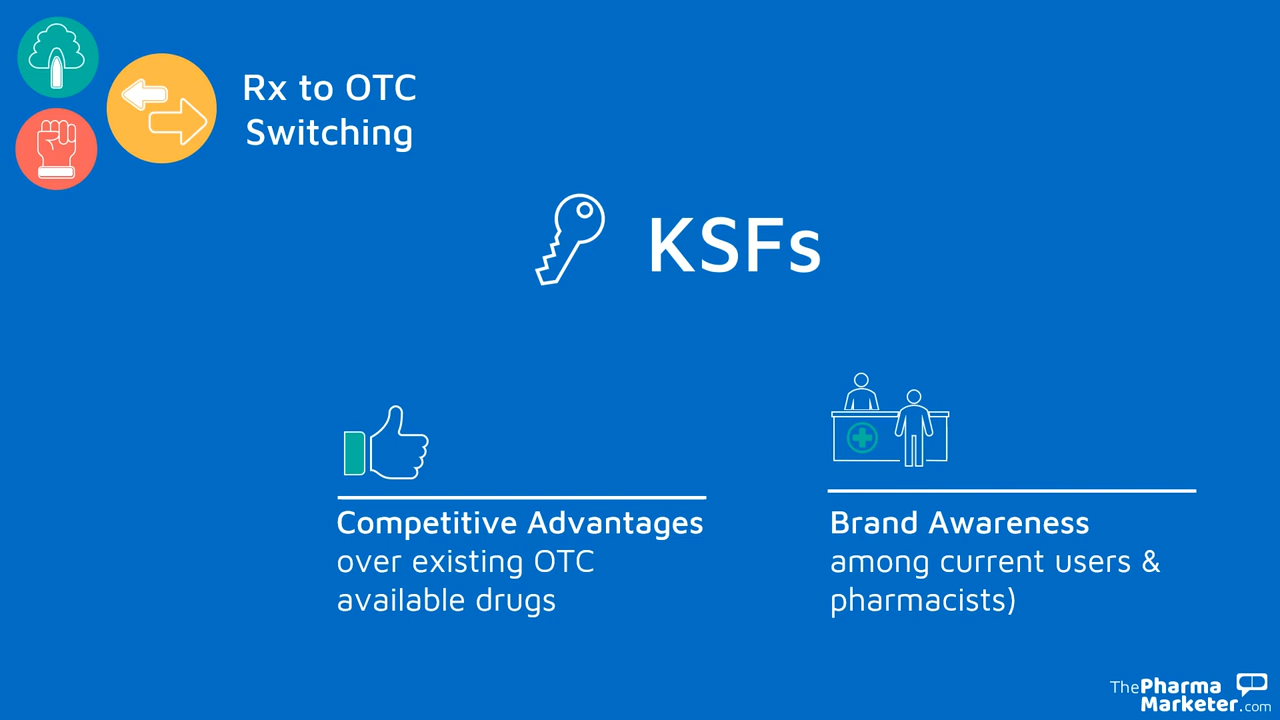 Rx to OTC
Switching
KSFs
Competitive Advantages
over existing OTC
available drugs
Brand Awareness
among current users &
pharmacists)
ThePharma
Marketer.com